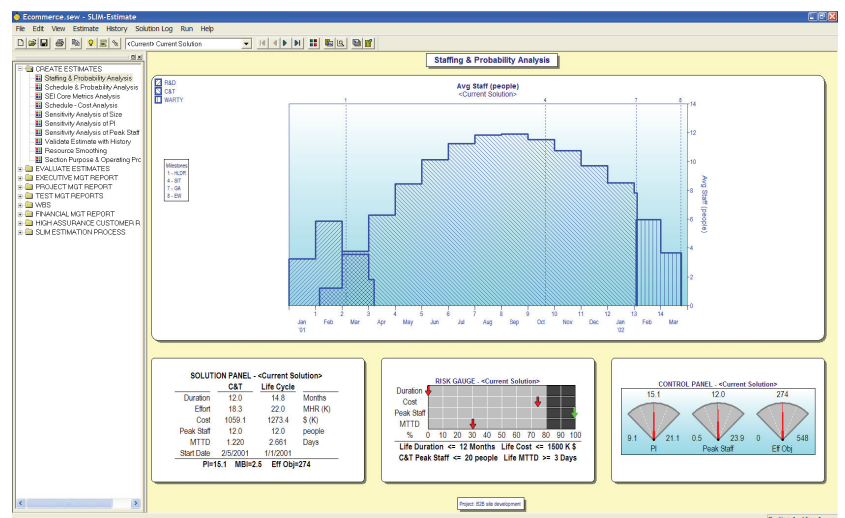 Ecommerce.sew - SLIM-Estimate
File Edit View Estimate History Solution Log Run Help
<Current> Current Solution
CREATE ESTIMATES
Staffing & Probability Analysis
Schedule & Probability Analysis
SEI Core Metrics Analysis
Schedule - Cost Analysis
Sensitivity Analysis of Size
Sensitivity Analysis of PI
Sensitivity Analysis of Peak Staff
Validate Estimate with History
Resource Smoothing
Section Purpose & Operating Pro
EVALUATE ESTIMATES
EXECUTIVE MGT REPORT
PROJECT MGT REPORT
TEST MGT REPORTS
WBS
FINANCIAL MGT REPORT
HIGH ASSURANCE CUSTOMER R
SLIM ESTIMATION PROCESS
Staffing & Probability Analysis
R&D
C&T
WARTY
Avg Staff (people)
<Current Solution>
1 4 7 8
Milestones
1 - HLDR
4 - SIT
7 - GA
8 - EW
14
12
10
8
6
4
2
0
Avg Staff (people)
1 2 3 4 5 6 7 8 9 10 11 12 13 14
Jan Feb Mar Apr May Jun Jul Aug Sep Oct Nov Dec Jan Feb Mar
'01 '02
SOLUTION PANEL - <Current Solution>
C&T Life Cycle
Duration 12.0 14.8 Months
Effort 18.3 22.0 MHR (K)
Cost 1059.1 1273.4 $ (K)
Peak Staff 12.0 12.0 people
MTTD 1.220 2.661 Days
Start Date 2/5/2001 1/1/2001
PI=15.1 MBI=2.5 Eff Obj=274
RISK GAUGE - <Current Solution>
Duration
Cost
Peak Staff
MTTD
% 0 10 20 30 40 50 60 70 80 90 100
Life Duration <= 12 Months Life Cost <= 1500 K $
C&T Peak Staff <= 20 people Life MTTD >= 3 Days
CONTROL PANEL - <Current Solution>
15.1 12.0 274
9.1 21.1 0.5 23.9 0 548
PI Peak Staff Eff Obj
Project: B2B site development